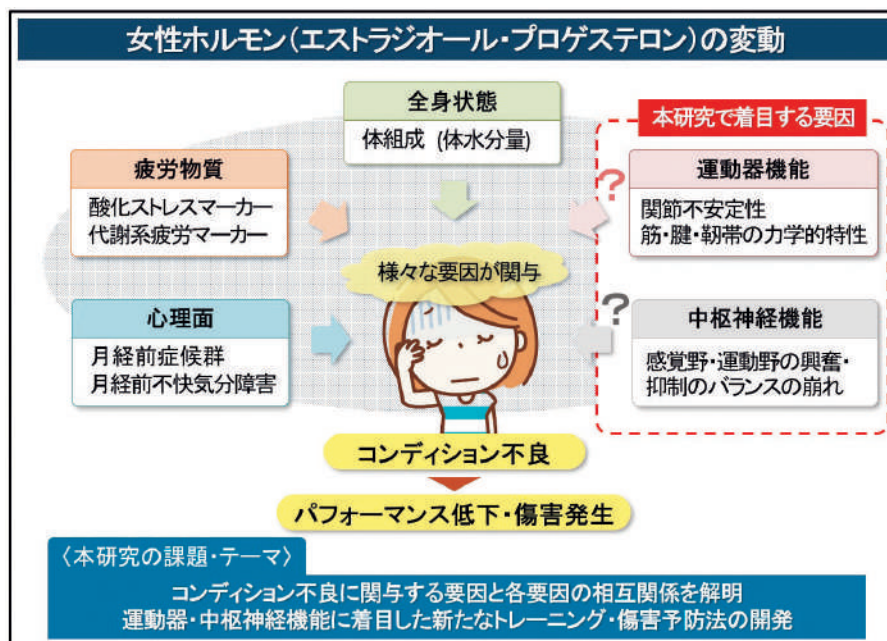 女性ホルモン(エストラジオール・プロゲステロン)の変動
全身状態
体組成 (体水分量)
本研究で着目する要因
疲労物質
酸化ストレスマーカー
代謝系疲労マーカー
?
運動器機能
関節不安定性
筋・腱・靭帯の力学的特性
様々な要因が関与
心理面
月経前症候群
月経前不快気分障害
?
中枢神経機能
感覚野・運動野の興奮・
抑制のバランスの崩れ
コンディション不良
パフォーマンス低下・傷害発生
〈本研究の課題・テーマ〉
コンディション不良に関与する要因と各要因の相互関係を解明
運動器・中枢神経機能に着目した新たなトレーニング・傷害予防法の開発